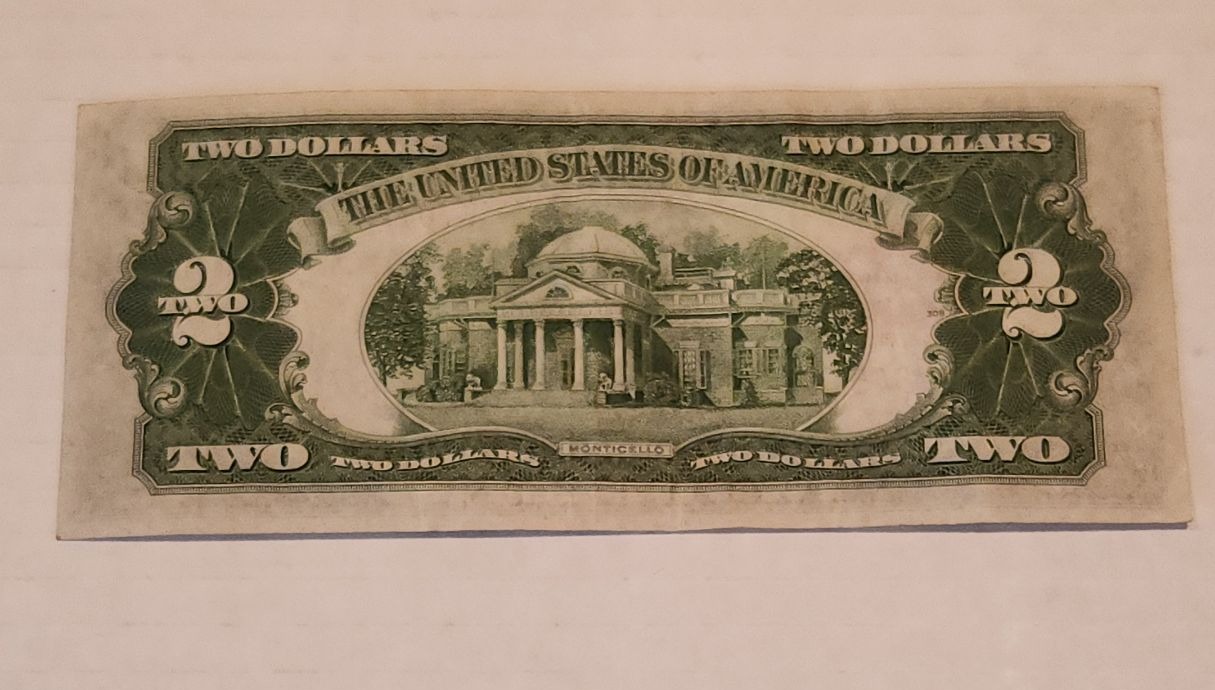 TWO DOLLARS TWO DOLLARS
THE UNITED STATES OF AMERICA
2 2
TWO TWO
TWO TWO DOLLARS MONTICELLO TWO DOLLARS TWO